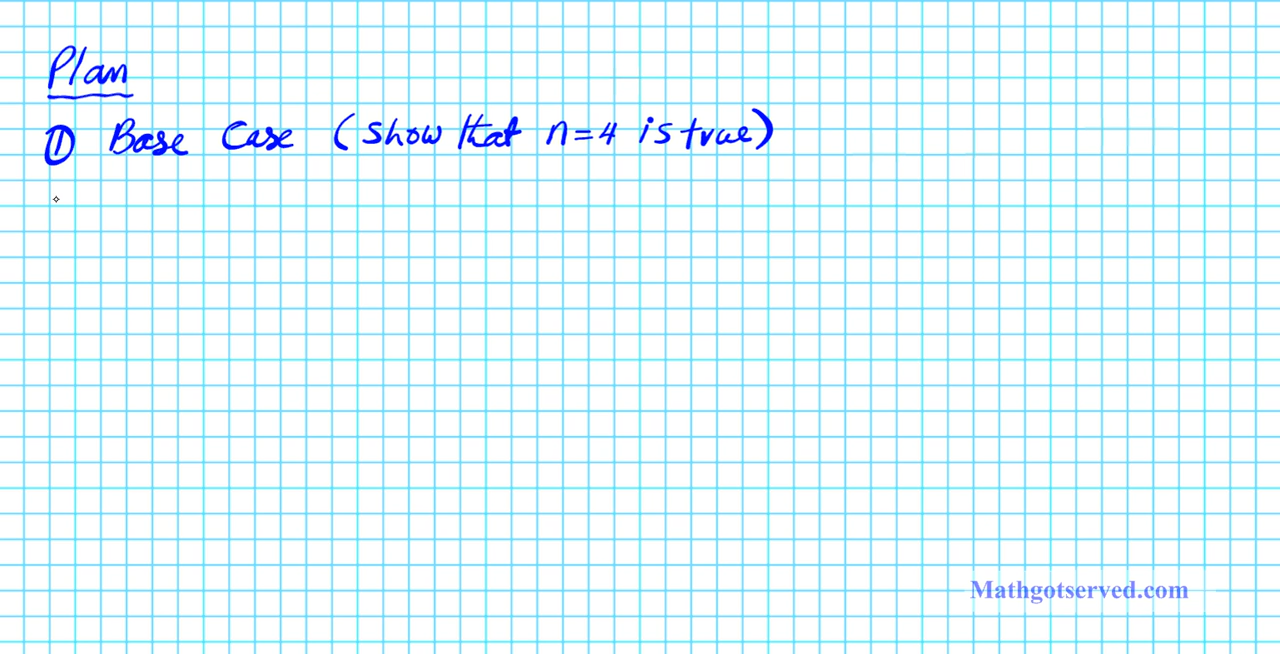 Plan
① Base Case (show that n=4 is true)
Mathgotserved.com